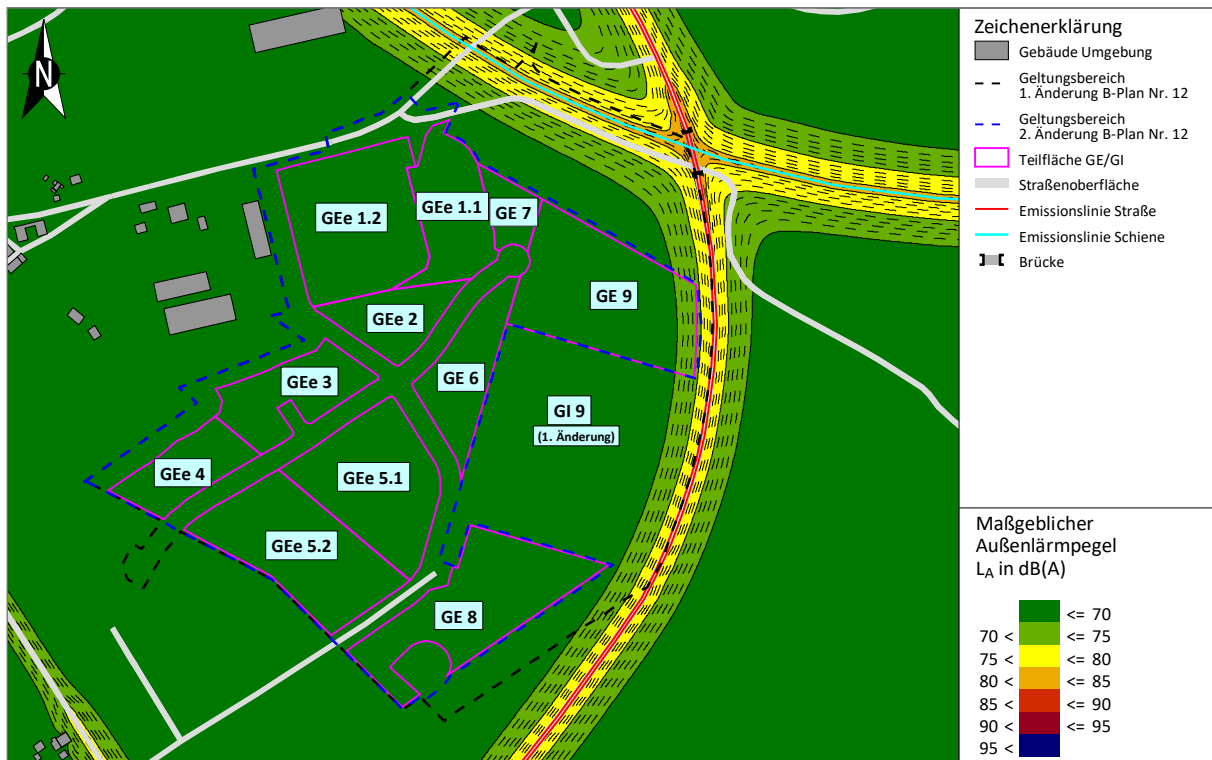 N
GEe 1.2
GEe 1.1
GE 7
GE 9
GEe 2
GEe 3
GE 6
GI 9
(1. Änderung)
GEe 4
GEe 5.1
GEe 5.2
GE 8
Zeichenerklärung
Gebäude Umgebung
Geltungsbereich
1. Änderung B-Plan Nr. 12
Geltungsbereich
2. Änderung B-Plan Nr. 12
Teilfläche GE/GI
Straßenoberfläche
Emissionslinie Straße
Emissionslinie Schiene
Brücke
Maßgeblicher
Außenlärmpegel
LA in dB(A)
<= 70
70 < <= 75
75 < <= 80
80 < <= 85
85 < <= 90
90 < <= 95
95 <